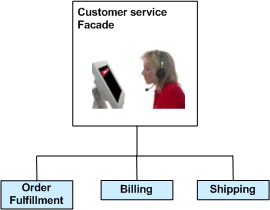 Customer service
Facade
Order
Fulfillment
Billing
Shipping